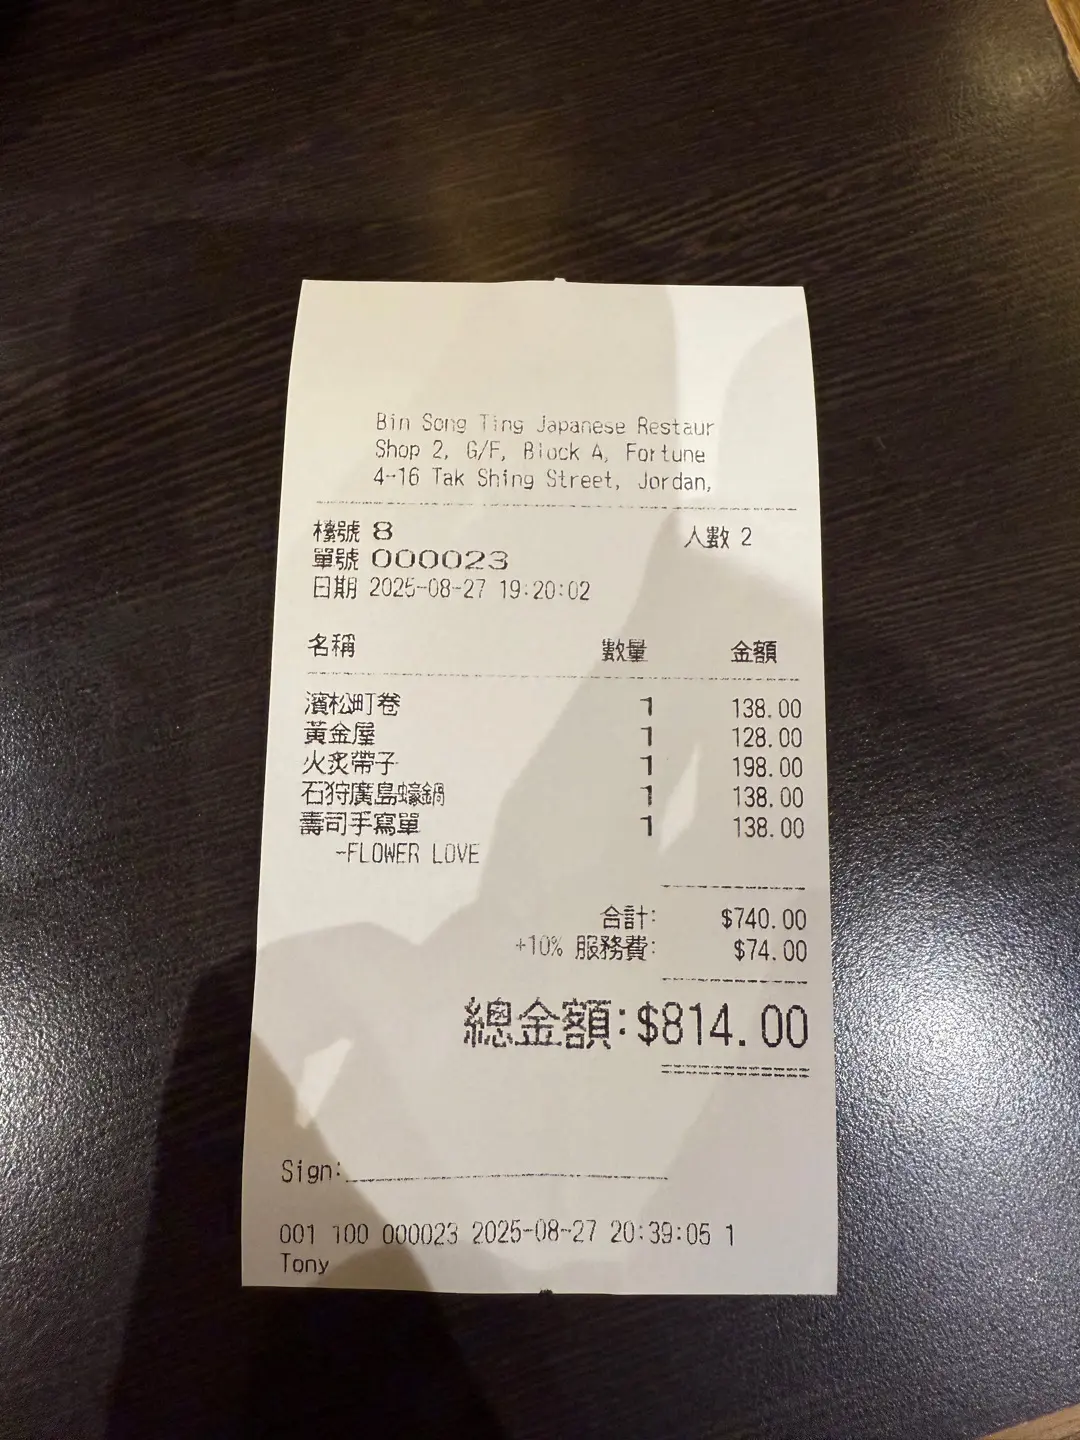 Bin Song Ting Japanese Restaur
Shop 2, G/F, Block A, Fortune
4-16 Tak Shing Street, Jordan,
檯號 8 人數 2
單號 000023
日期 2025-08-27 19:20:02
名稱 數量 金額
濱松町卷 1 138.00
黃金屋 1 128.00
火炙帶子 1 198.00
石狩廣島蠔鍋 1 138.00
壽司手寫單 1 138.00
-FLOWER LOVE
合計: $740.00
+10% 服務費: $74.00
總金額:$814.00
Sign:
001 100 000023 2025-08-27 20:39:05 1
Tony